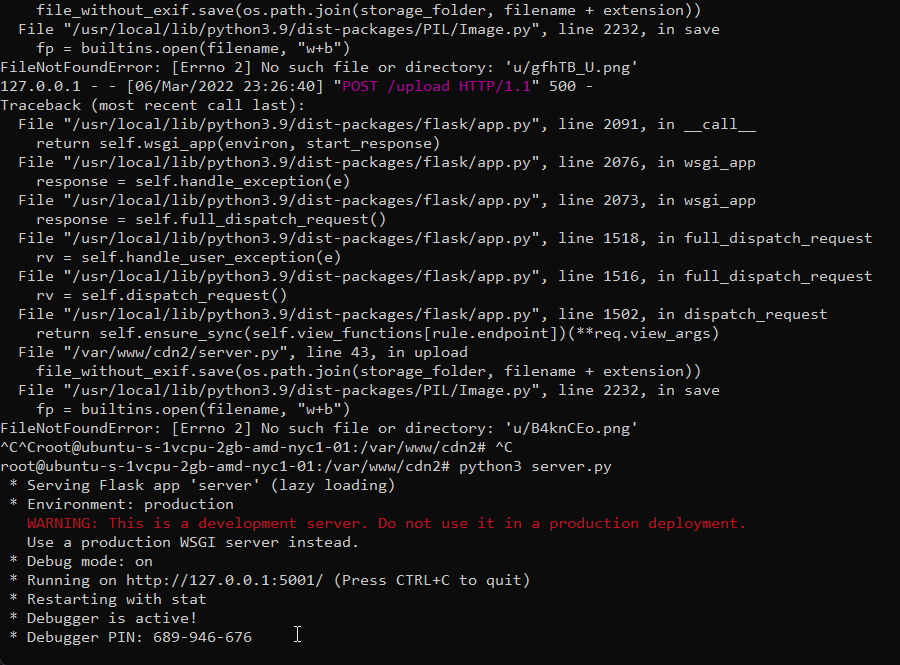 file_without_exif.save(os.path.join(storage_folder, filename + extension))
File "/usr/local/lib/python3.9/dist-packages/PIL/Image.py", line 2232, in save
fp = builtins.open(filename, "w+b")
FileNotFoundError: [Errno 2] No such file or directory: 'u/gfhTB_U.png'
127.0.0.1 - - [06/Mar/2022 23:26:40] "POST /upload HTTP/1.1" 500 -
Traceback (most recent call last):
File "/usr/local/lib/python3.9/dist-packages/flask/app.py", line 2091, in __call__
return self.wsgi_app(environ, start_response)
File "/usr/local/lib/python3.9/dist-packages/flask/app.py", line 2076, in wsgi_app
response = self.handle_exception(e)
File "/usr/local/lib/python3.9/dist-packages/flask/app.py", line 2073, in wsgi_app
response = self.full_dispatch_request()
File "/usr/local/lib/python3.9/dist-packages/flask/app.py", line 1518, in full_dispatch_request
rv = self.handle_user_exception(e)
File "/usr/local/lib/python3.9/dist-packages/flask/app.py", line 1516, in full_dispatch_request
rv = self.dispatch_request()
File "/usr/local/lib/python3.9/dist-packages/flask/app.py", line 1502, in dispatch_request
return self.ensure_sync(self.view_functions[rule.endpoint])(**req.view_args)
File "/var/www/cdn2/server.py", line 43, in upload
file_without_exif.save(os.path.join(storage_folder, filename + extension))
File "/usr/local/lib/python3.9/dist-packages/PIL/Image.py", line 2232, in save
fp = builtins.open(filename, "w+b")
FileNotFoundError: [Errno 2] No such file or directory: 'u/B4knCEo.png'
^C^Croot@ubuntu-s-1vcpu-2gb-amd-nyc1-01:/var/www/cdn2# ^C
root@ubuntu-s-1vcpu-2gb-amd-nyc1-01:/var/www/cdn2# python3 server.py
* Serving Flask app 'server' (lazy loading)
* Environment: production
WARNING: This is a development server. Do not use it in a production deployment.
Use a production WSGI server instead.
* Debug mode: on
* Running on http://127.0.0.1:5001/ (Press CTRL+C to quit)
* Restarting with stat
* Debugger is active!
* Debugger PIN: 689-946-676